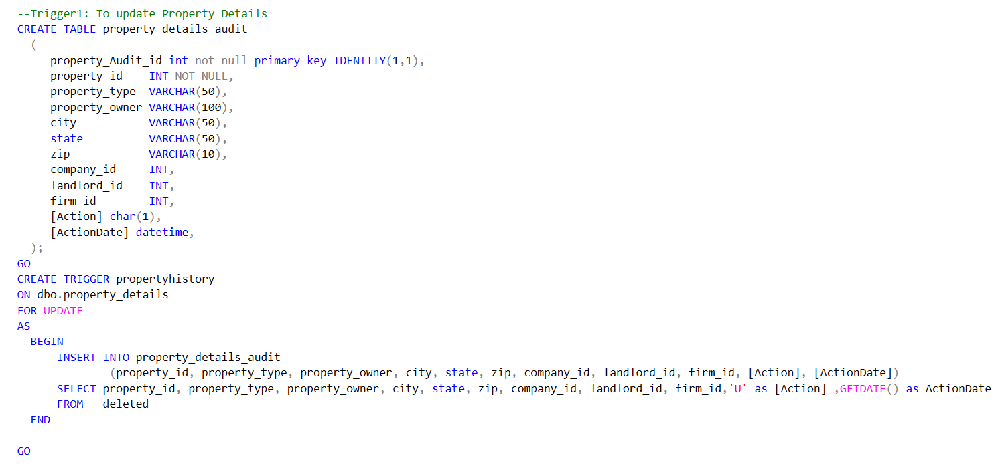 --Trigger1: To update Property Details
CREATE TABLE property_details_audit
(
property_Audit_id int not null primary key IDENTITY(1,1),
property_id INT NOT NULL,
property_type VARCHAR(50),
property_owner VARCHAR(100),
city VARCHAR(50),
state VARCHAR(50),
zip VARCHAR(10),
company_id INT,
landlord_id INT,
firm_id INT,
[Action] char(1),
[ActionDate] datetime,
);
GO
CREATE TRIGGER propertyhistory
ON dbo.property_details
FOR UPDATE
AS
BEGIN
INSERT INTO property_details_audit
(property_id, property_type, property_owner, city, state, zip, company_id, landlord_id, firm_id, [Action], [ActionDate])
SELECT property_id, property_type, property_owner, city, state, zip, company_id, landlord_id, firm_id,'U' as [Action] ,GETDATE() as ActionDate
FROM deleted
END
GO